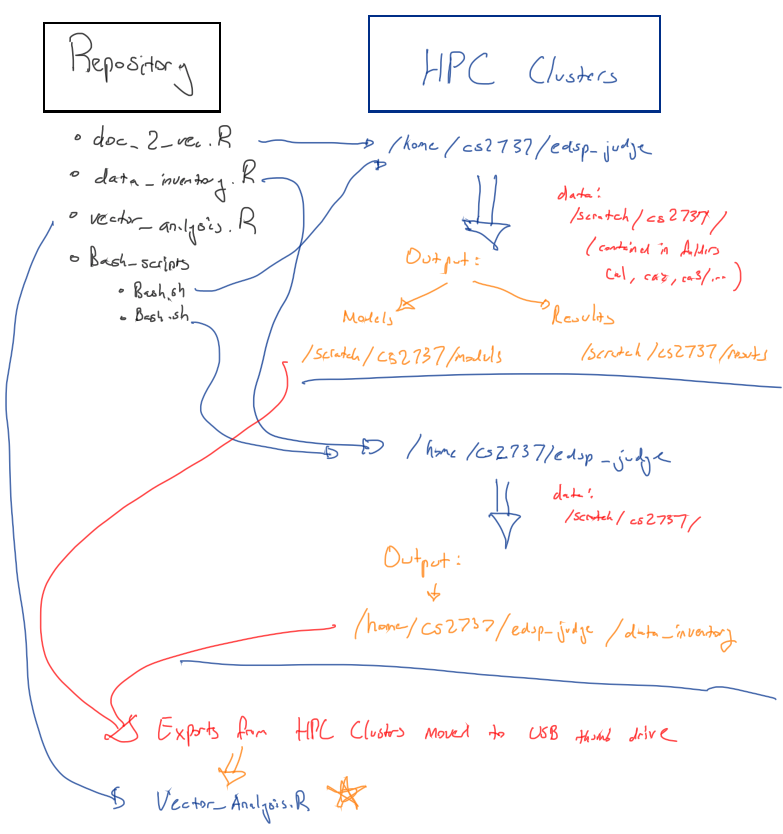 Repository
HPC Clusters
• doc_2_vec.R
/home/cs2737/edsp_judge
• data_inventory.R
• vector_analysis.R
• Bash_scripts
• Bash.sh
• Bash.sh
data:
/scratch/cs2737/
(contained in folders
ca1, ca2, ca3/...)
Output:
Models
Results
/scratch/cs2737/models
/scratch/cs2737/results
/home/cs2737/edsp_judge
data:
/scratch/cs2737/
Output:
/home/cs2737/edsp_judge/data_inventory
Exports from HPC Clusters moved to USB thumb drive
Vector_Analysis.R